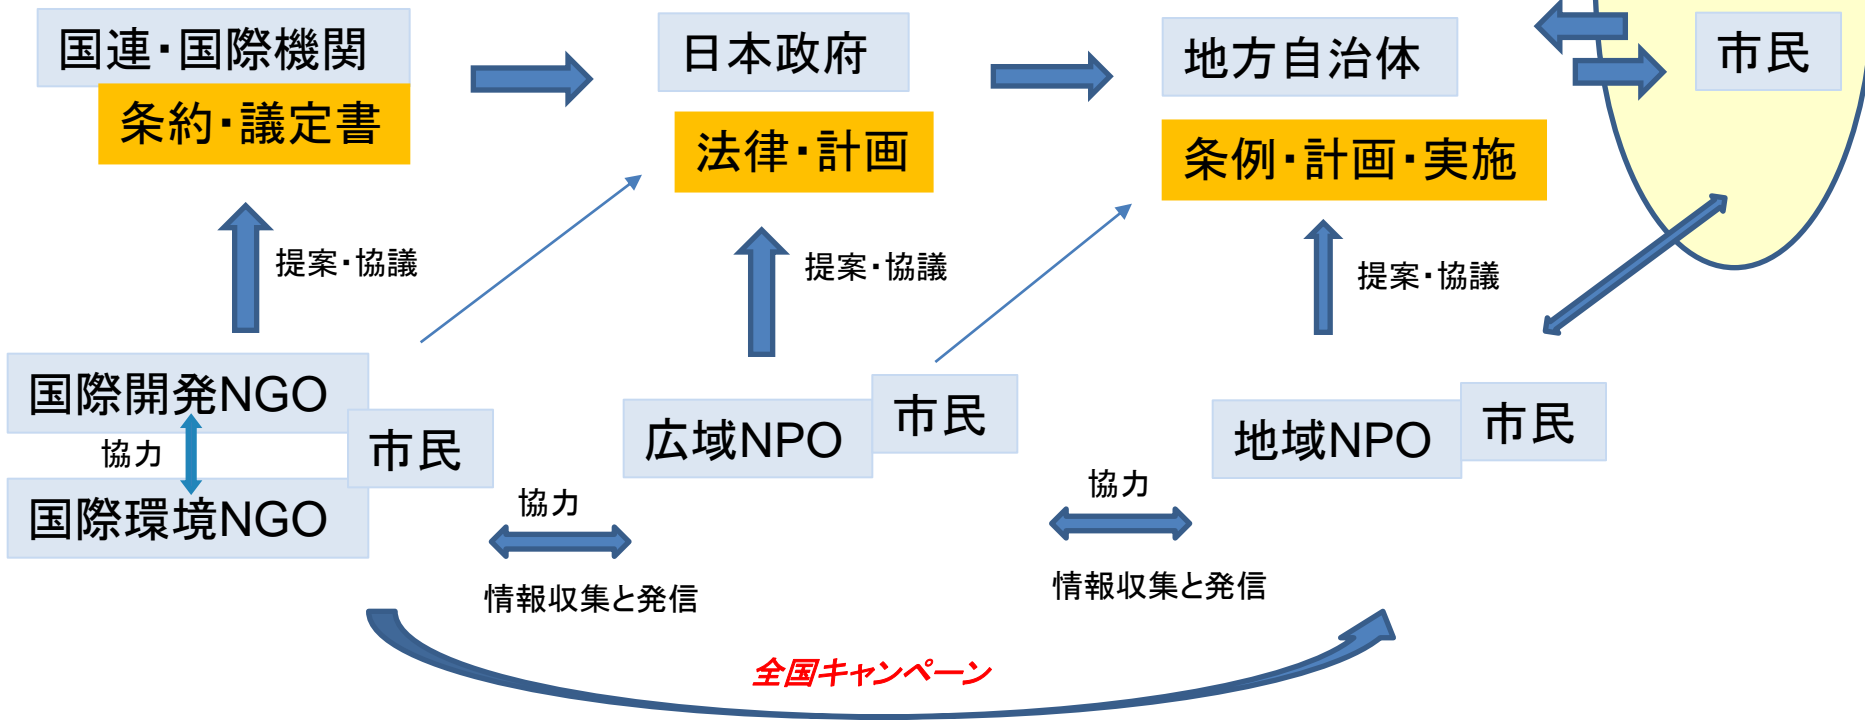 国連・国際機関
日本政府
地方自治体
市民
条約・議定書
法律・計画
条例・計画・実施
提案・協議
提案・協議
提案・協議
国際開発NGO
協力
国際環境NGO
市民
広域NPO
市民
地域NPO
市民
協力
情報収集と発信
協力
情報収集と発信
全国キャンペーン